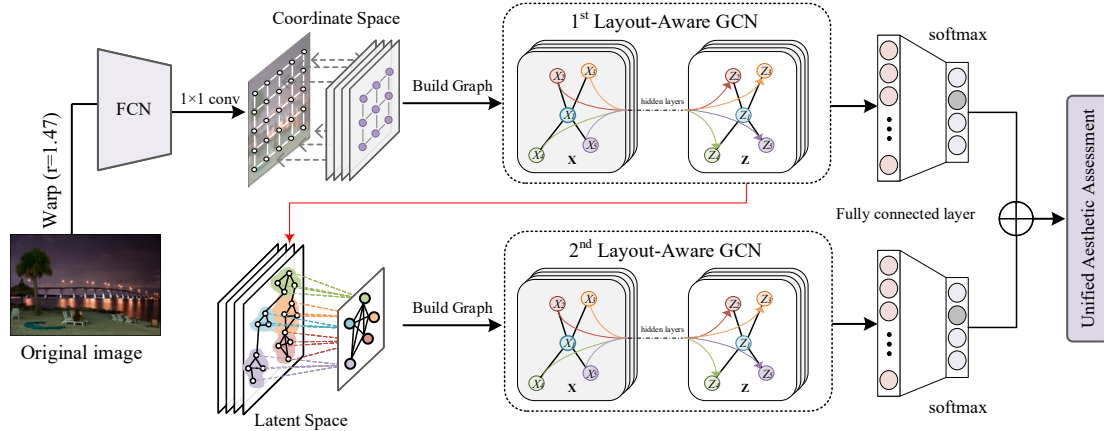 Coordinate Space
1st Layout-Aware GCN
softmax
FCN
1×1 conv
Build Graph
X2
X3
X1
X4
X5
X
hidden layers
Z2
Z3
Z1
Z4
Z5
Z
Warp (r=1.47)
Original image
Fully connected layer
Unified Aesthetic Assessment
2nd Layout-Aware GCN
Build Graph
X2
X3
X4
X5
X
hidden layers
Z2
Z3
Z4
Z5
Z
Latent Space
softmax